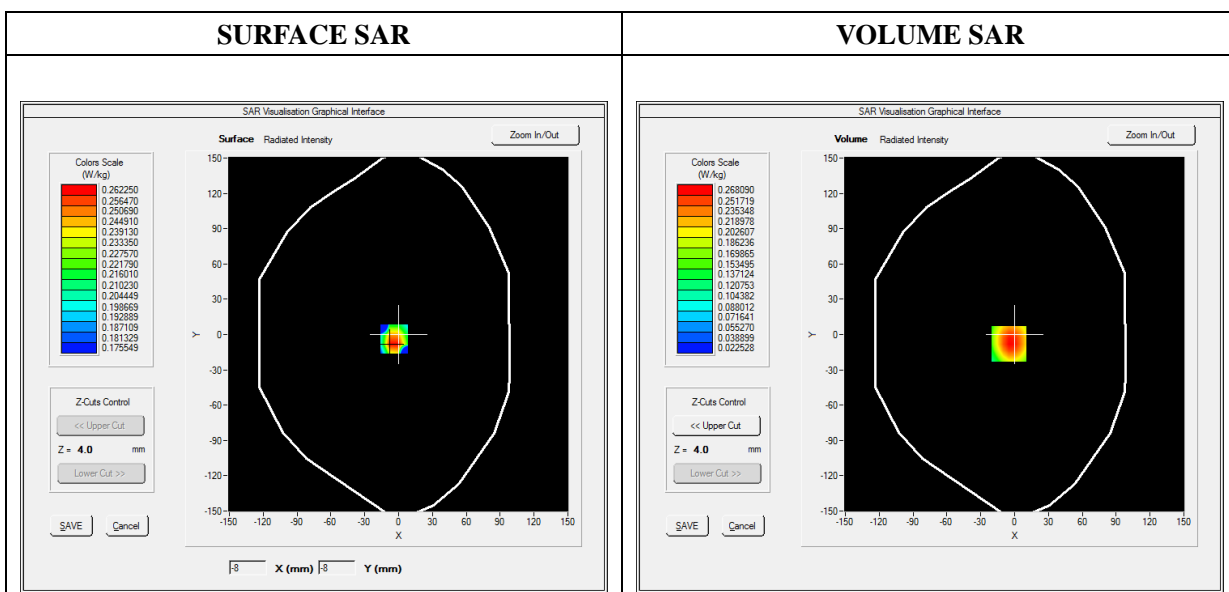 SURFACE SAR
VOLUME SAR
SAR Visualisation Graphical Interface
Surface Radiated Intensity
Zoom In/Out
Colors Scale
(W/kg)
0.262250
0.256470
0.250690
0.244910
0.239130
0.233350
0.227570
0.221790
0.216010
0.210230
0.204449
0.198669
0.192889
0.187109
0.181329
0.175549
Z-Cuts Control
<< Upper Cut
Z = 4.0 mm
Lower Cut >>
SAVE Cancel
150
120
90
60
30
0
-30
-60
-90
-120
-150
Y
-150 -120 -90 -60 -30 0 30 60 90 120 150
X
-8 X (mm) -8 Y (mm)
SAR Visualisation Graphical Interface
Volume Radiated Intensity
Zoom In/Out
Colors Scale
(W/kg)
0.268090
0.251719
0.235348
0.218978
0.202607
0.186236
0.169865
0.153495
0.137124
0.120753
0.104382
0.088012
0.071641
0.055270
0.038899
0.022528
Z-Cuts Control
<< Upper Cut
Z = 4.0 mm
Lower Cut >>
SAVE Cancel
150
120
90
60
30
0
-30
-60
-90
-120
-150
Y
-150 -120 -90 -60 -30 0 30 60 90 120 150
X